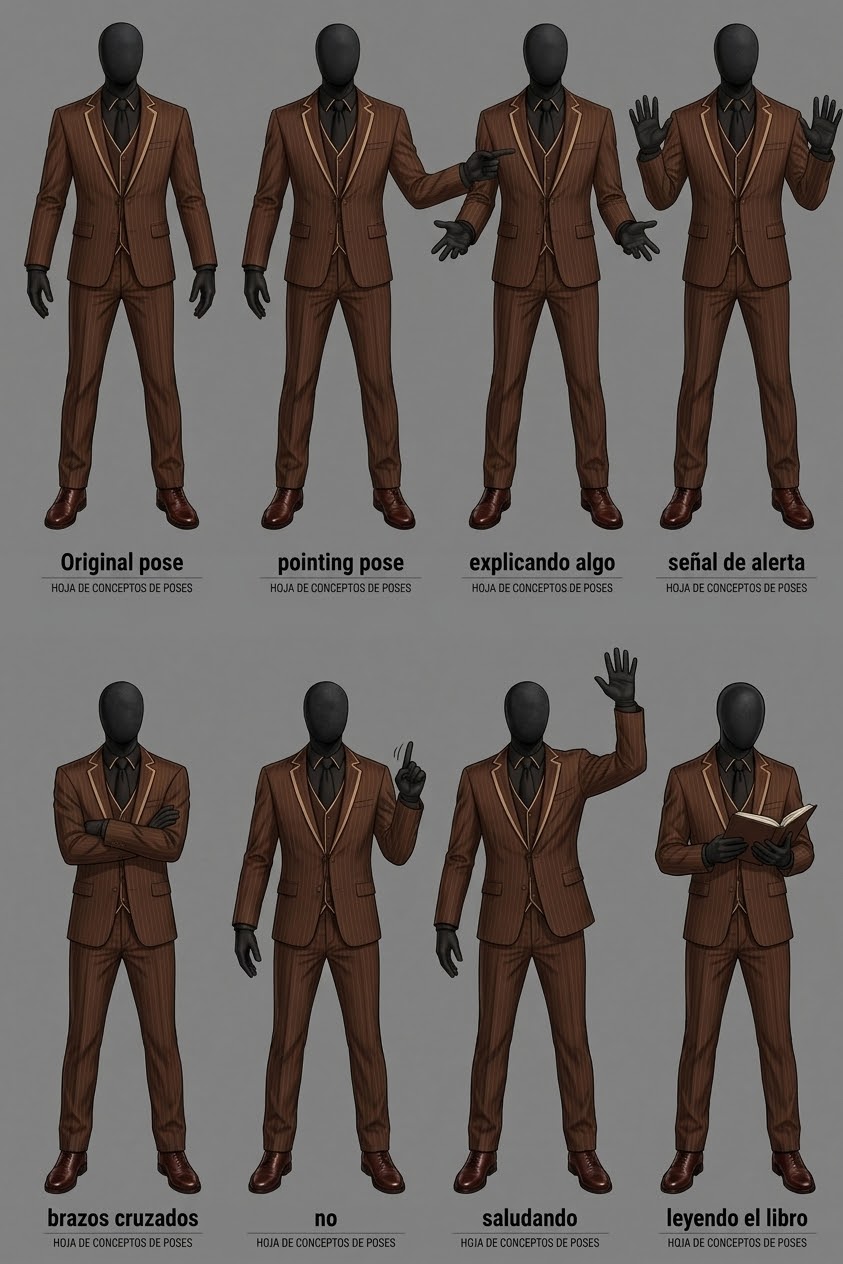 Original pose
HOJA DE CONCEPTOS DE POSES
pointing pose
HOJA DE CONCEPTOS DE POSES
explicando algo
HOJA DE CONCEPTOS DE POSES
señal de alerta
HOJA DE CONCEPTOS DE POSES
brazos cruzados
HOJA DE CONCEPTOS DE POSES
no
HOJA DE CONCEPTOS DE POSES
saludando
HOJA DE CONCEPTOS DE POSES
leyendo el libro
HOJA DE CONCEPTOS DE POSES